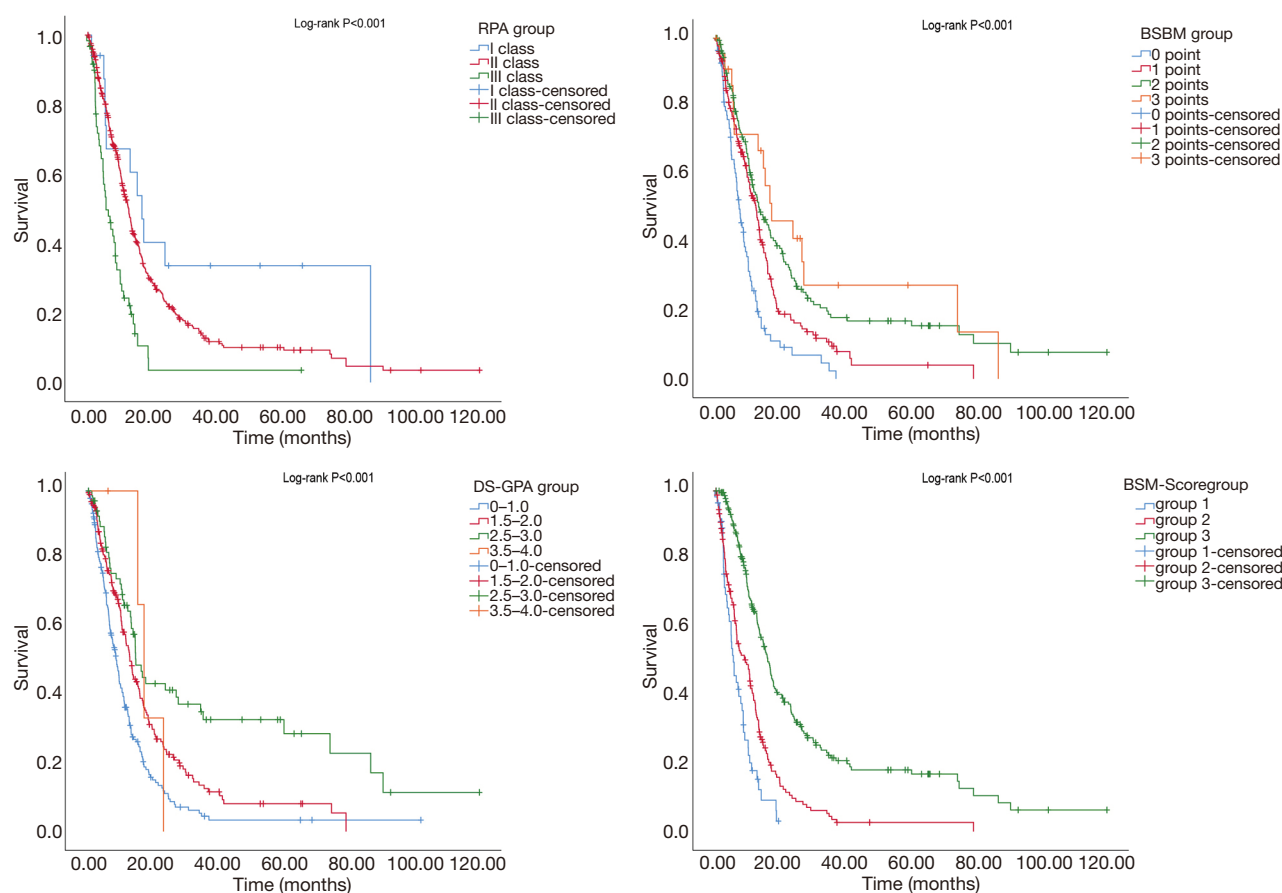 Log-rank P<0.001
RPA group
I class
II class
III class
I class-censored
II class-censored
III class-censored
Survival
1.0
0.8
0.6
0.4
0.2
0.0
0.00 20.00 40.00 60.00 80.00 100.00 120.00
Time (months)
Log-rank P<0.001
BSBM group
0 point
1 point
2 points
3 points
0 points-censored
1 points-censored
2 points-censored
3 points-censored
Survival
1.0
0.8
0.6
0.4
0.2
0.0
0.00 20.00 40.00 60.00 80.00 100.00 120.00
Time (months)
Log-rank P<0.001
DS-GPA group
0–1.0
1.5–2.0
2.5–3.0
3.5–4.0
0–1.0-censored
1.5–2.0-censored
2.5–3.0-censored
3.5–4.0-censored
Survival
1.0
0.8
0.6
0.4
0.2
0.0
0.00 20.00 40.00 60.00 80.00 100.00 120.00
Time (months)
Log-rank P<0.001
BSM-Scoregroup
group 1
group 2
group 3
group 1-censored
group 2-censored
group 3-censored
Survival
1.0
0.8
0.6
0.4
0.2
0.0
0.00 20.00 40.00 60.00 80.00 100.00 120.00
Time (months)